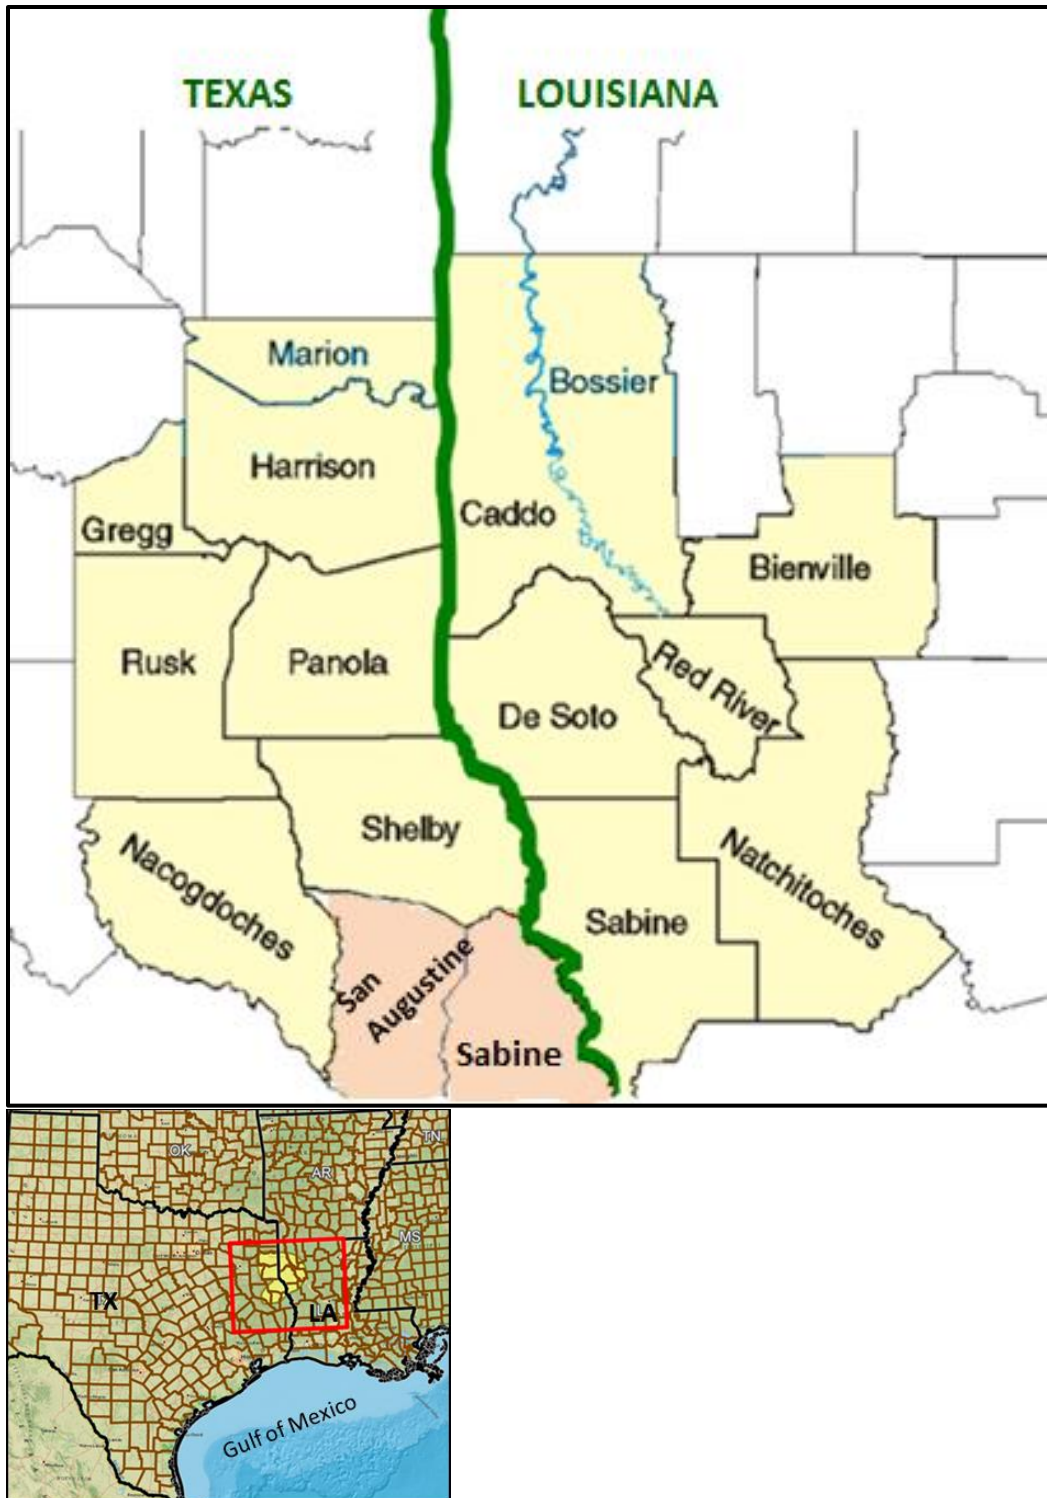 TEXAS
LOUISIANA
Marion
Bossier
Harrison
Caddo
Gregg
Bienville
Rusk
Panola
Red River
De Soto
Shelby
Nacogdoches
Natchitoches
Sabine
San
Augustine
Sabine
OK
TN
AR
MS
TX
LA
Gulf of Mexico